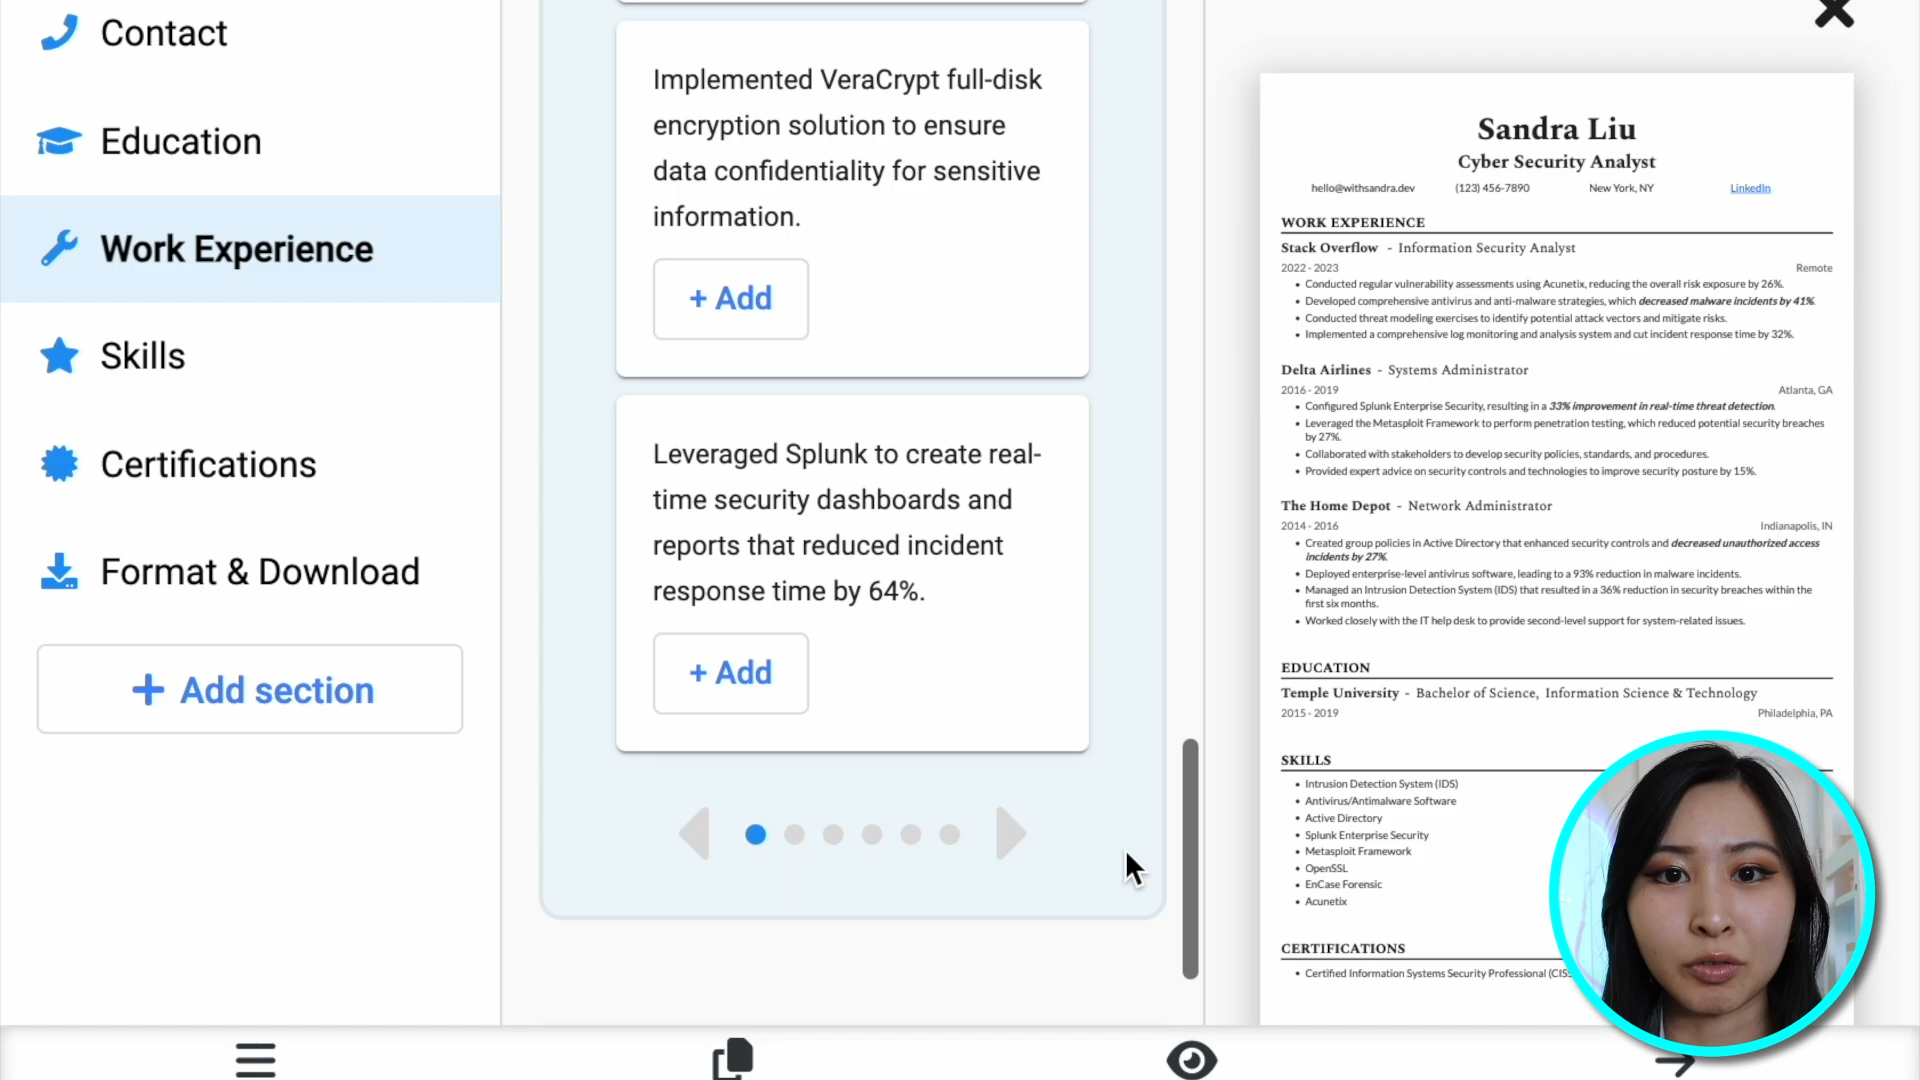 Contact
Education
Work Experience
Skills
Certifications
Format & Download
+ Add section
Implemented VeraCrypt full-disk
encryption solution to ensure
data confidentiality for sensitive
information.
+ Add
Leveraged Splunk to create real-
time security dashboards and
reports that reduced incident
response time by 64%.
+ Add
Sandra Liu
Cyber Security Analyst
hello@withsandra.dev (123) 456-7890 New York, NY LinkedIn
WORK EXPERIENCE
Stack Overflow - Information Security Analyst
2022 - 2023 Remote
• Conducted regular vulnerability assessments using Acunetix, reducing the overall risk exposure by 26%.
• Developed comprehensive antivirus and anti-malware strategies, which decreased malware incidents by 41%.
• Conducted threat modeling exercises to identify potential attack vectors and mitigate risks.
• Implemented a comprehensive log monitoring and analysis system and cut incident response time by 32%.
Delta Airlines - Systems Administrator
2016 - 2019 Atlanta, GA
• Configured Splunk Enterprise Security, resulting in a 33% improvement in real-time threat detection.
• Leveraged the Metasploit Framework to perform penetration testing, which reduced potential security breaches
by 27%.
• Collaborated with stakeholders to develop security policies, standards, and procedures.
• Provided expert advice on security controls and technologies to improve security posture by 15%.
The Home Depot - Network Administrator
2014 - 2016 Indianapolis, IN
• Created group policies in Active Directory that enhanced security controls and decreased unauthorized access
incidents by 27%.
• Deployed enterprise-level antivirus software, leading to a 93% reduction in malware incidents.
• Managed an Intrusion Detection System (IDS) that resulted in a 36% reduction in security breaches within the
first six months.
• Worked closely with the IT help desk to provide second-level support for system-related issues.
EDUCATION
Temple University - Bachelor of Science, Information Science & Technology
2015 - 2019 Philadelphia, PA
SKILLS
• Intrusion Detection System (IDS)
• Antivirus/Antimalware Software
• Active Directory
• Splunk Enterprise Security
• Metasploit Framework
• OpenSSL
• EnCase Forensic
• Acunetix
CERTIFICATIONS
• Certified Information Systems Security Professional (CISS